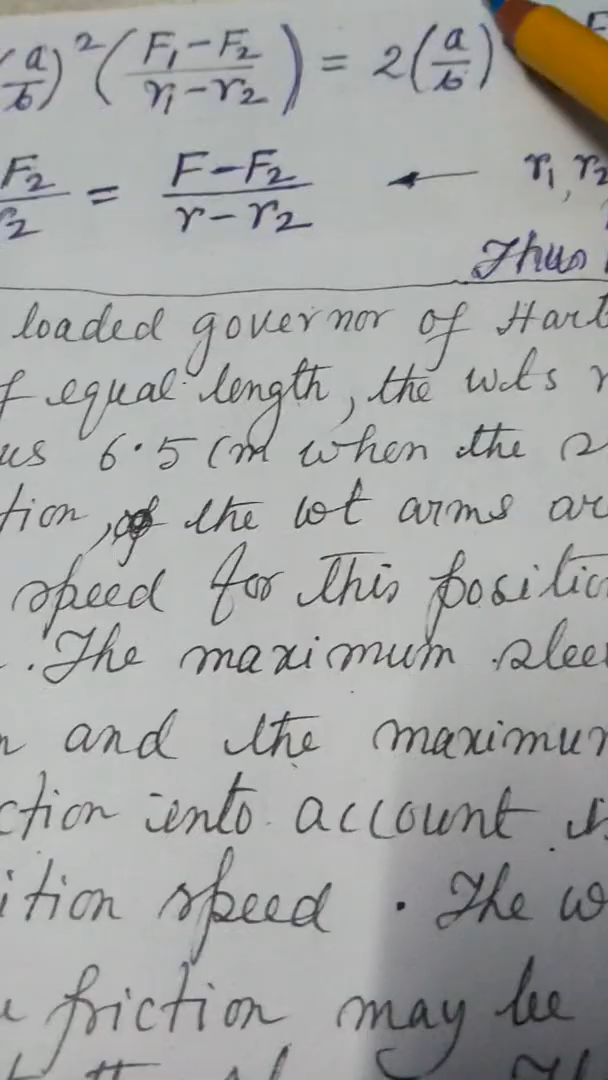 (a/b)² (F₁-F₂ / r₁-r₂) = 2(a/b)
F₂ / r₂ = F-F₂ / r-r₂ ← r₁, r₂
Thus
loaded governor of Hart
f equal length, the wts r
us 6.5 cm when the s
tion, of the wt arms ar
speed for this positio
. The maximum slee
n and the maximum
ction into account is
ition speed . The w
friction may be